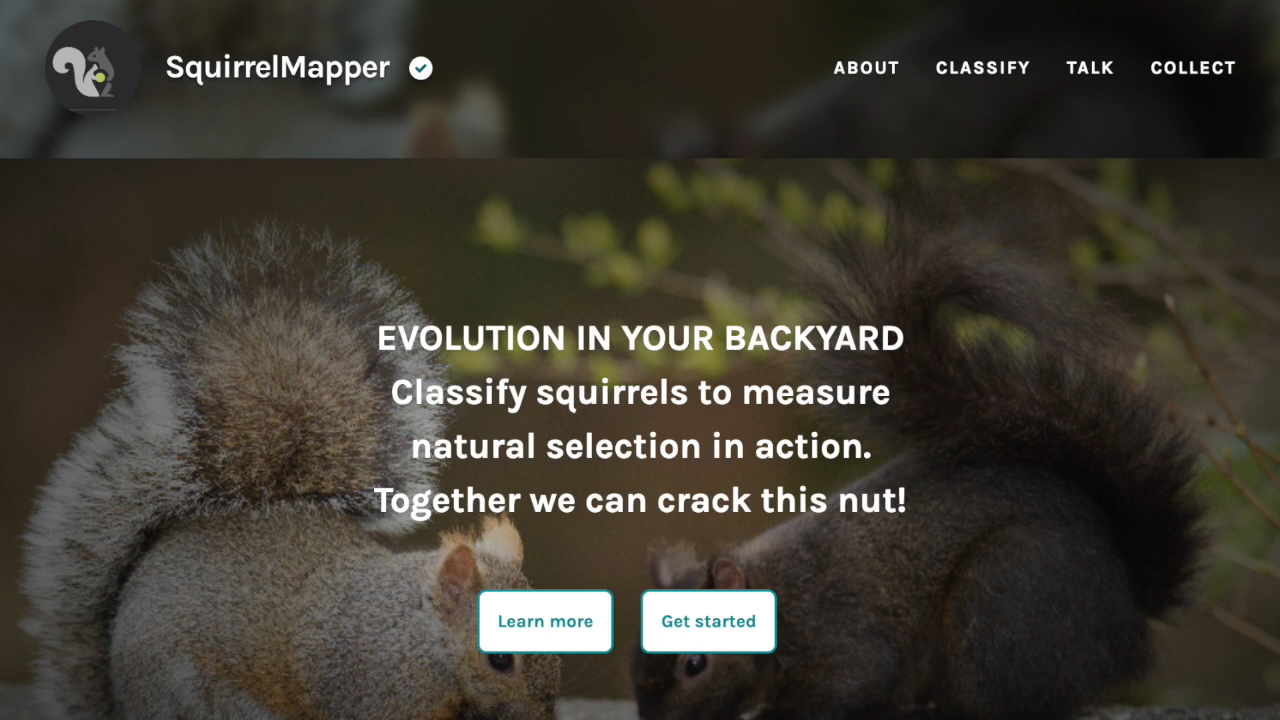 SquirrelMapper
ABOUT CLASSIFY TALK COLLECT
EVOLUTION IN YOUR BACKYARD
Classify squirrels to measure
natural selection in action.
Together we can crack this nut!
Learn more Get started